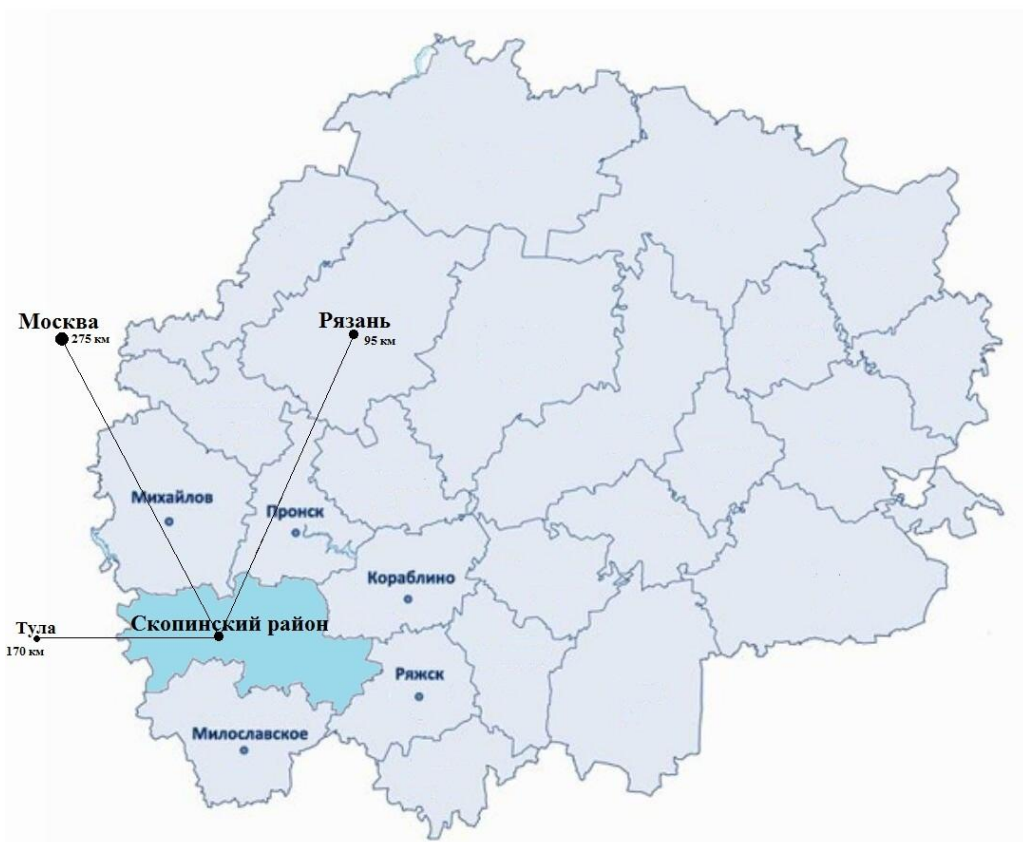 Москва
275 км
Рязань
95 км
Михайлов
Пронск
Кораблино
Скопинский район
Тула
170 км
Ряжск
Милославское